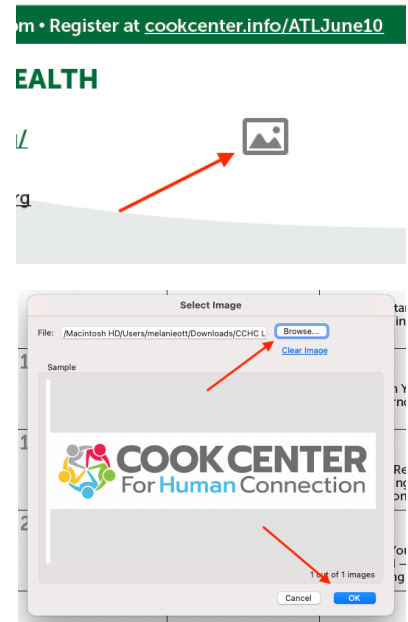 om • Register at cookcenter.info/ATLJune10
EALTH
rg
Select Image
File: /Macintosh HD/Users/melanieott/Downloads/CCHC L
Browse...
Clear Image
Sample
COOK CENTER
For Human Connection
1 out of 1 images
Cancel
OK